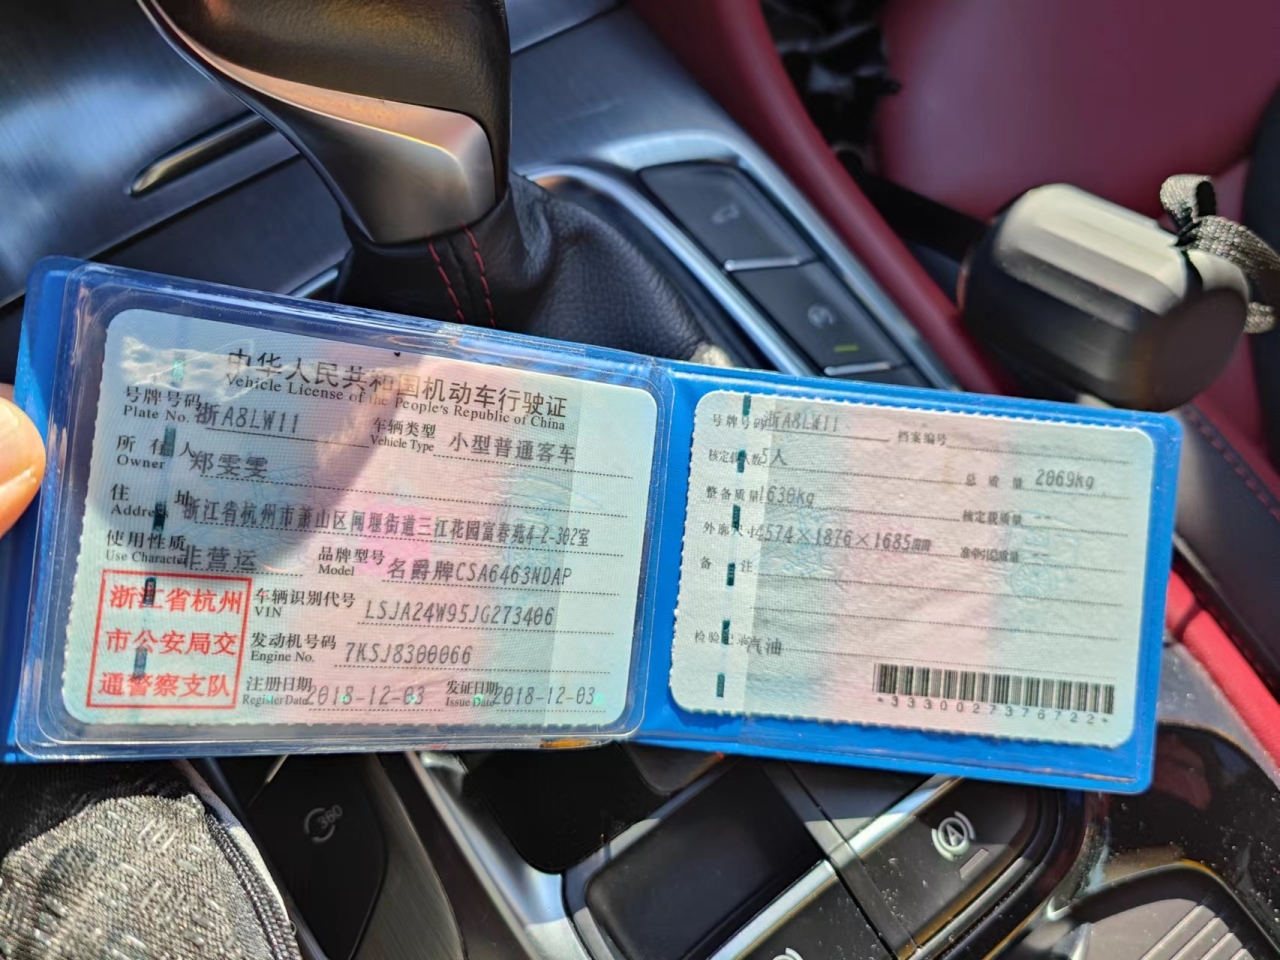 中华人民共和国机动车行驶证
Vehicle License of the People's Republic of China
号牌号码 浙A8LW11 车辆类型 小型普通客车
Plate No. Vehicle Type
所有人 郑雯雯
Owner
住址 浙江省杭州市萧山区闻堰街道三江花园富春苑4-2-302室
Address
使用性质 非营运 品牌型号 名爵牌CSA6463NDAP
Use Character Model
浙江省杭州
市公安局交
通警察支队
车辆识别代号 LSJA24W95JG273406
VIN
发动机号码 7KSJ8300066
Engine No.
注册日期 2018-12-03 发证日期 2018-12-03
Register Date Issue Date
号牌号码 浙A8LW11 档案编号
核定载人数 5人 总质量 2069kg
整备质量 1630kg 核定载质量 --
外廓尺寸 4574×1876×1685mm 准牵引总质量 --
备注
检验记录 汽油
*3330027376722*
360
A